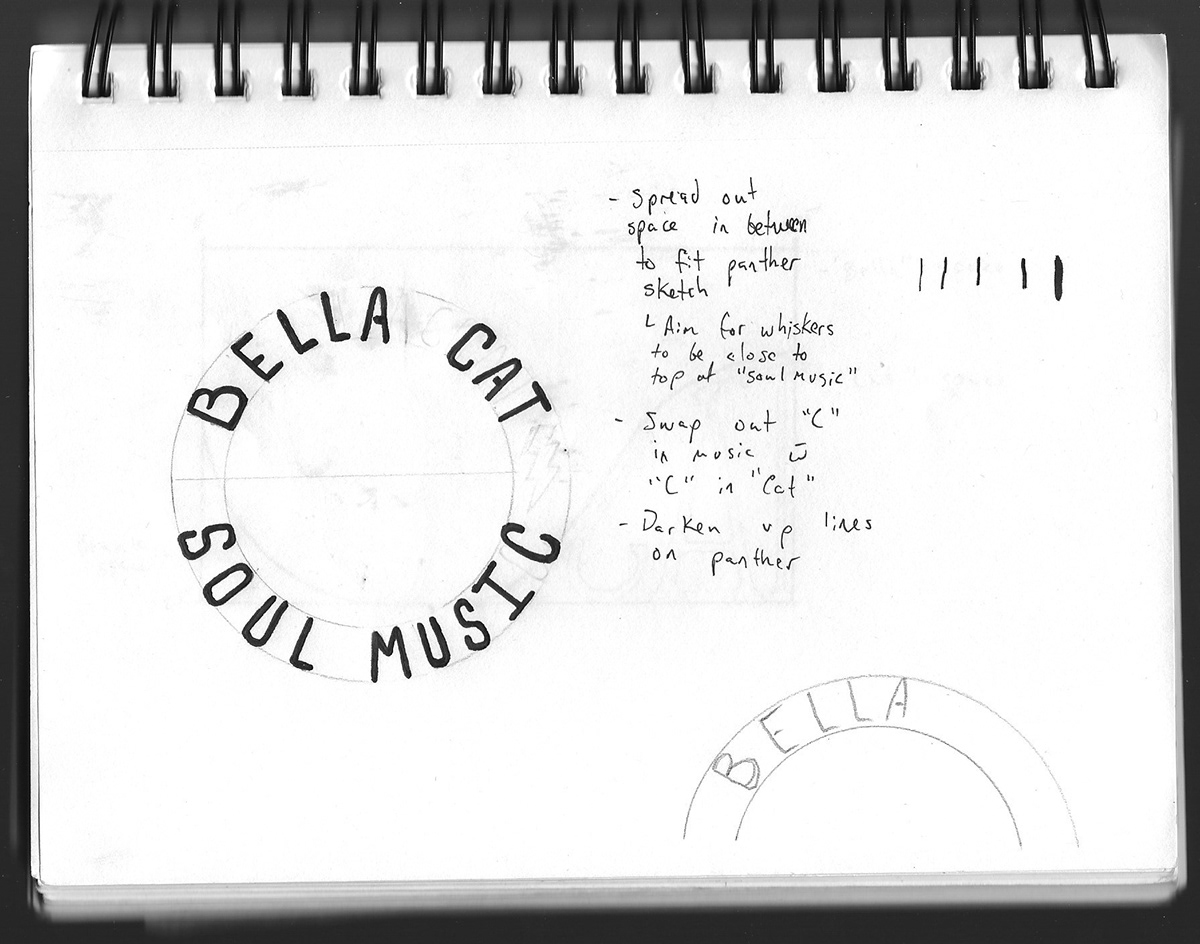 BELLA CAT
SOUL MUSIC
- Spread out
space in between
to fit panther
sketch
└ Aim for whiskers
to be close to
top of "soul music"
- Swap out "C"
in music w̄
"C" in "Cat"
- Darken up lines
on panther
BELLA